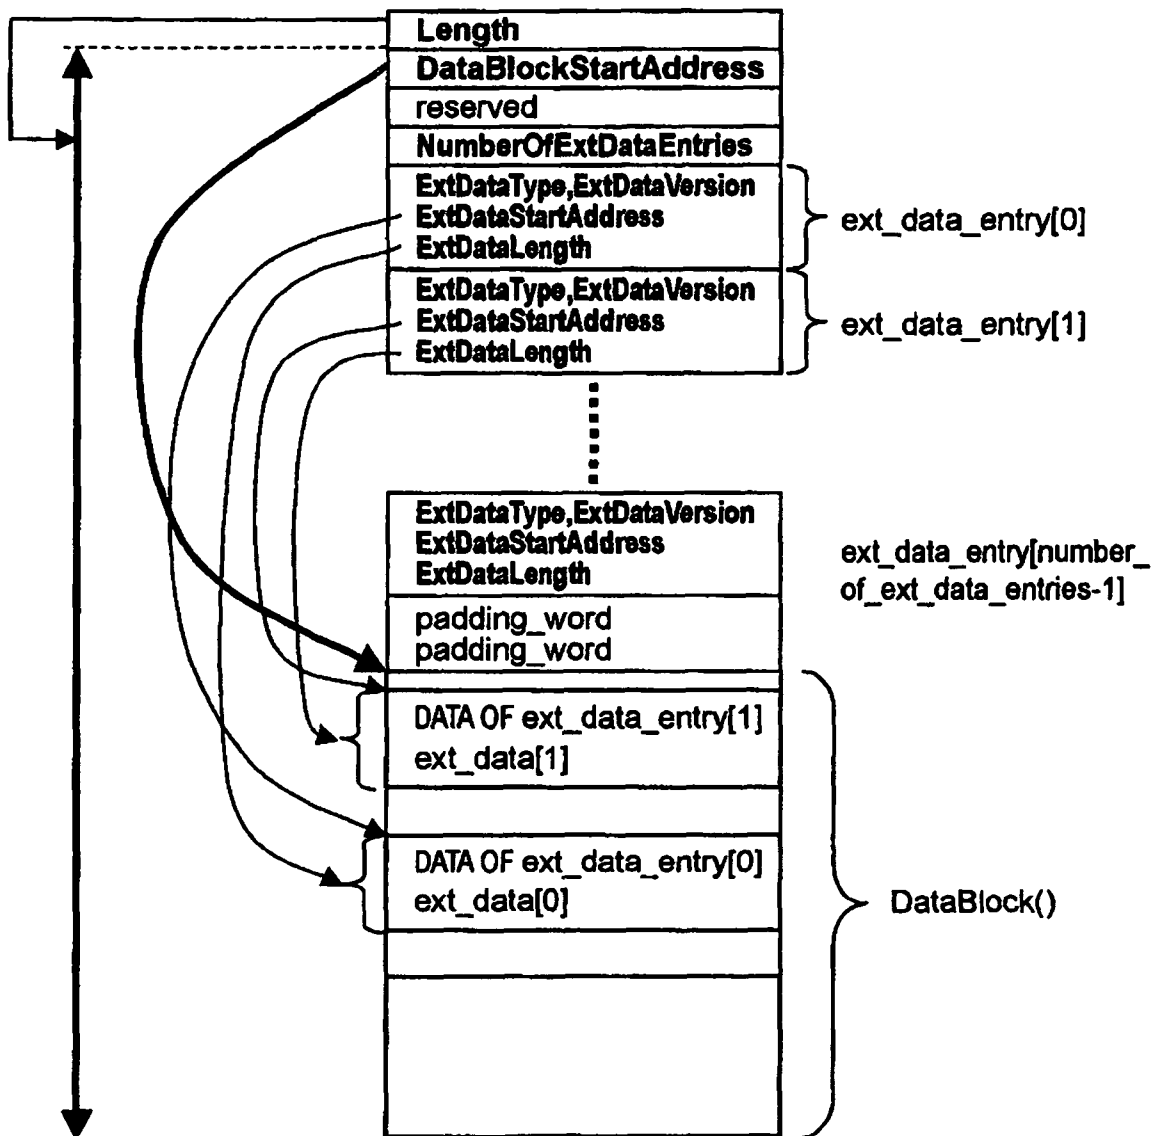 Length
DataBlockStartAddress
reserved
NumberOfExtDataEntries
ExtDataType,ExtDataVersion
ExtDataStartAddress
ExtDataLength
ext_data_entry[0]
ExtDataType,ExtDataVersion
ExtDataStartAddress
ExtDataLength
ext_data_entry[1]
ExtDataType,ExtDataVersion
ExtDataStartAddress
ExtDataLength
ext_data_entry[number_
of_ext_data_entries-1]
padding_word
padding_word
DATA OF ext_data_entry[1]
ext_data[1]
DATA OF ext_data_entry[0]
ext_data[0]
DataBlock()